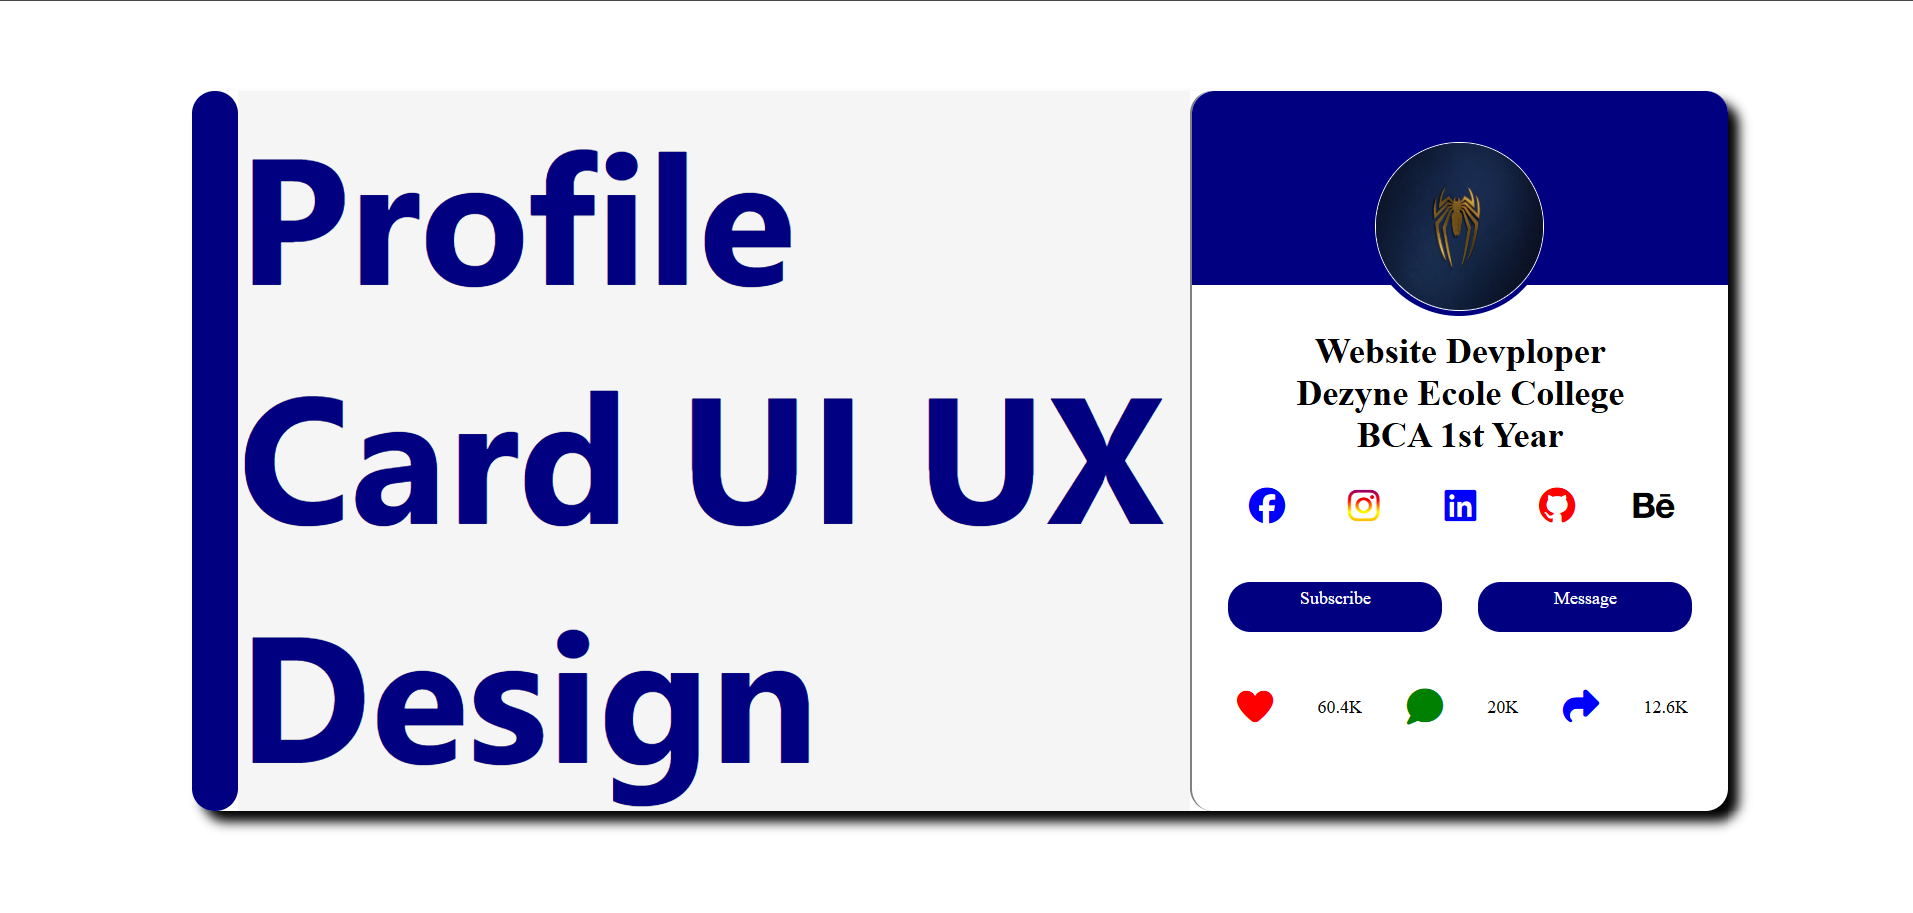 Profile
Card UI UX
Design
Website Devploper
Dezyne Ecole College
BCA 1st Year
Bē
Subscribe Message
60.4K 20K 12.6K